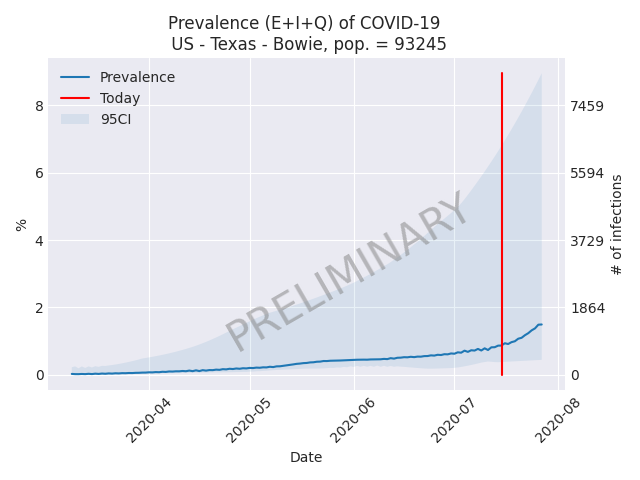 Prevalence (E+I+Q) of COVID-19
US - Texas - Bowie, pop. = 93245
Prevalence
Today
95CI
PRELIMINARY
%
8
6
4
2
0
7459
5594
3729
1864
0
# of infections
2020-04
2020-05
2020-06
2020-07
2020-08
Date